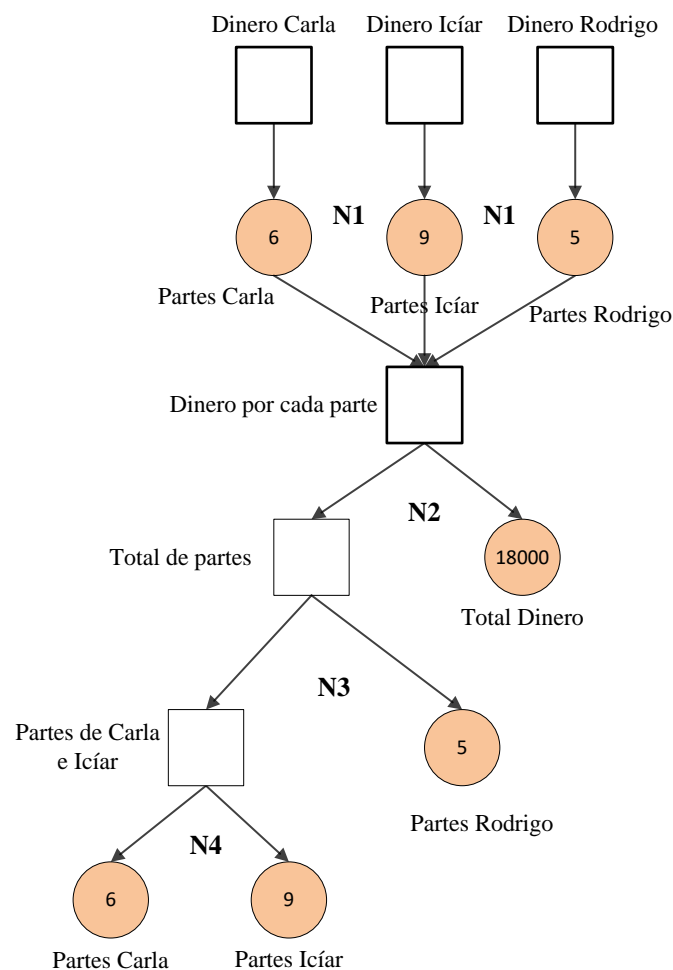 Dinero Carla Dinero Icíar Dinero Rodrigo
N1 N1
6 9 5
Partes Carla Partes Icíar Partes Rodrigo
Dinero por cada parte
N2
Total de partes 18000
Total Dinero
N3
Partes de Carla
e Icíar
5
Partes Rodrigo
N4
6 9
Partes Carla Partes Icíar